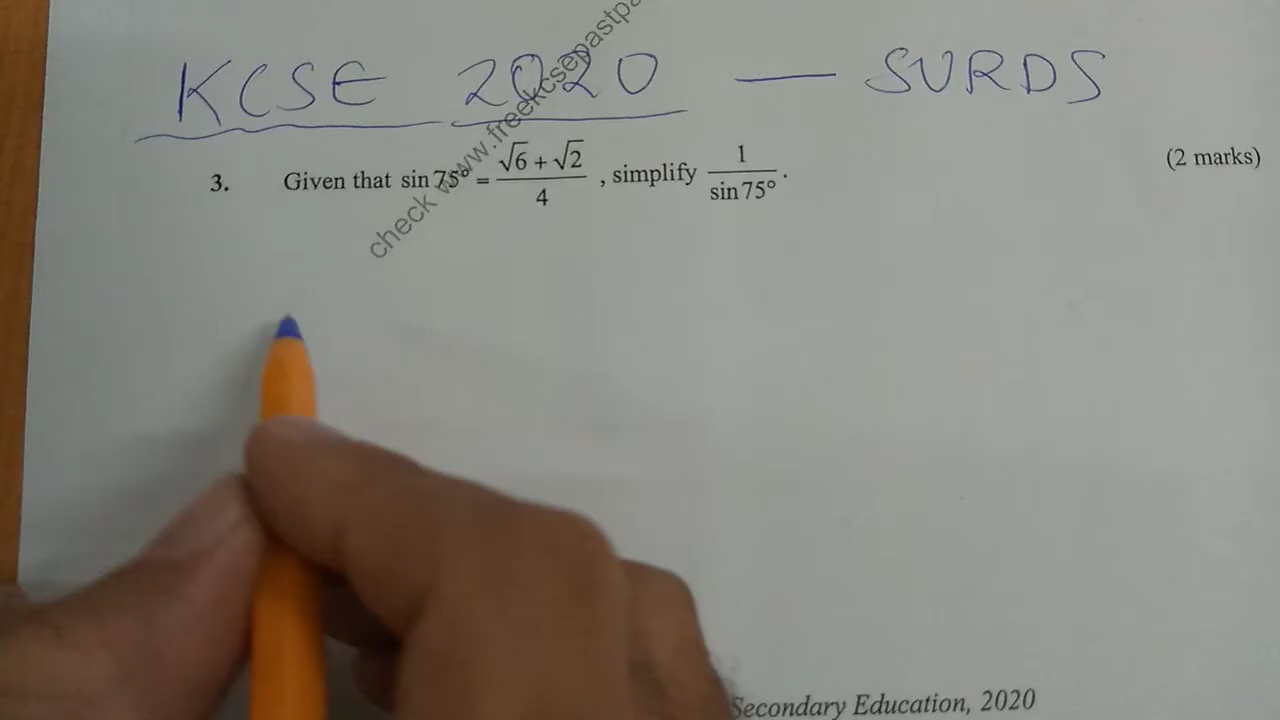 KCSE 2020 — SURDS
3. Given that sin 75° = (√6 + √2)/4 , simplify 1/(sin 75°). (2 marks)
check www.freekcsepastpa
Secondary Education, 2020